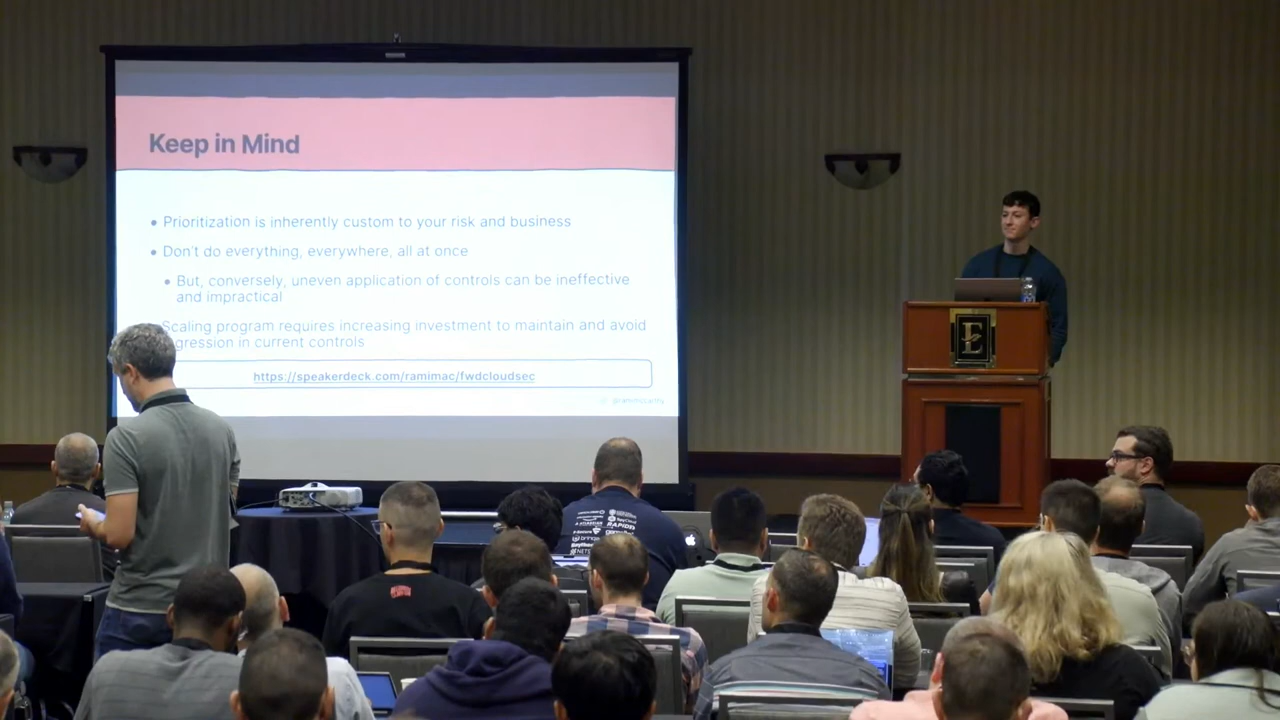 Keep in Mind
• Prioritization is inherently custom to your risk and business
• Don't do everything, everywhere, all at once
• But, conversely, uneven application of controls can be ineffective
and impractical
Scaling program requires increasing investment to maintain and avoid
gression in current controls
https://speakerdeck.com/ramimac/fwdcloudsec
E
RAPID7